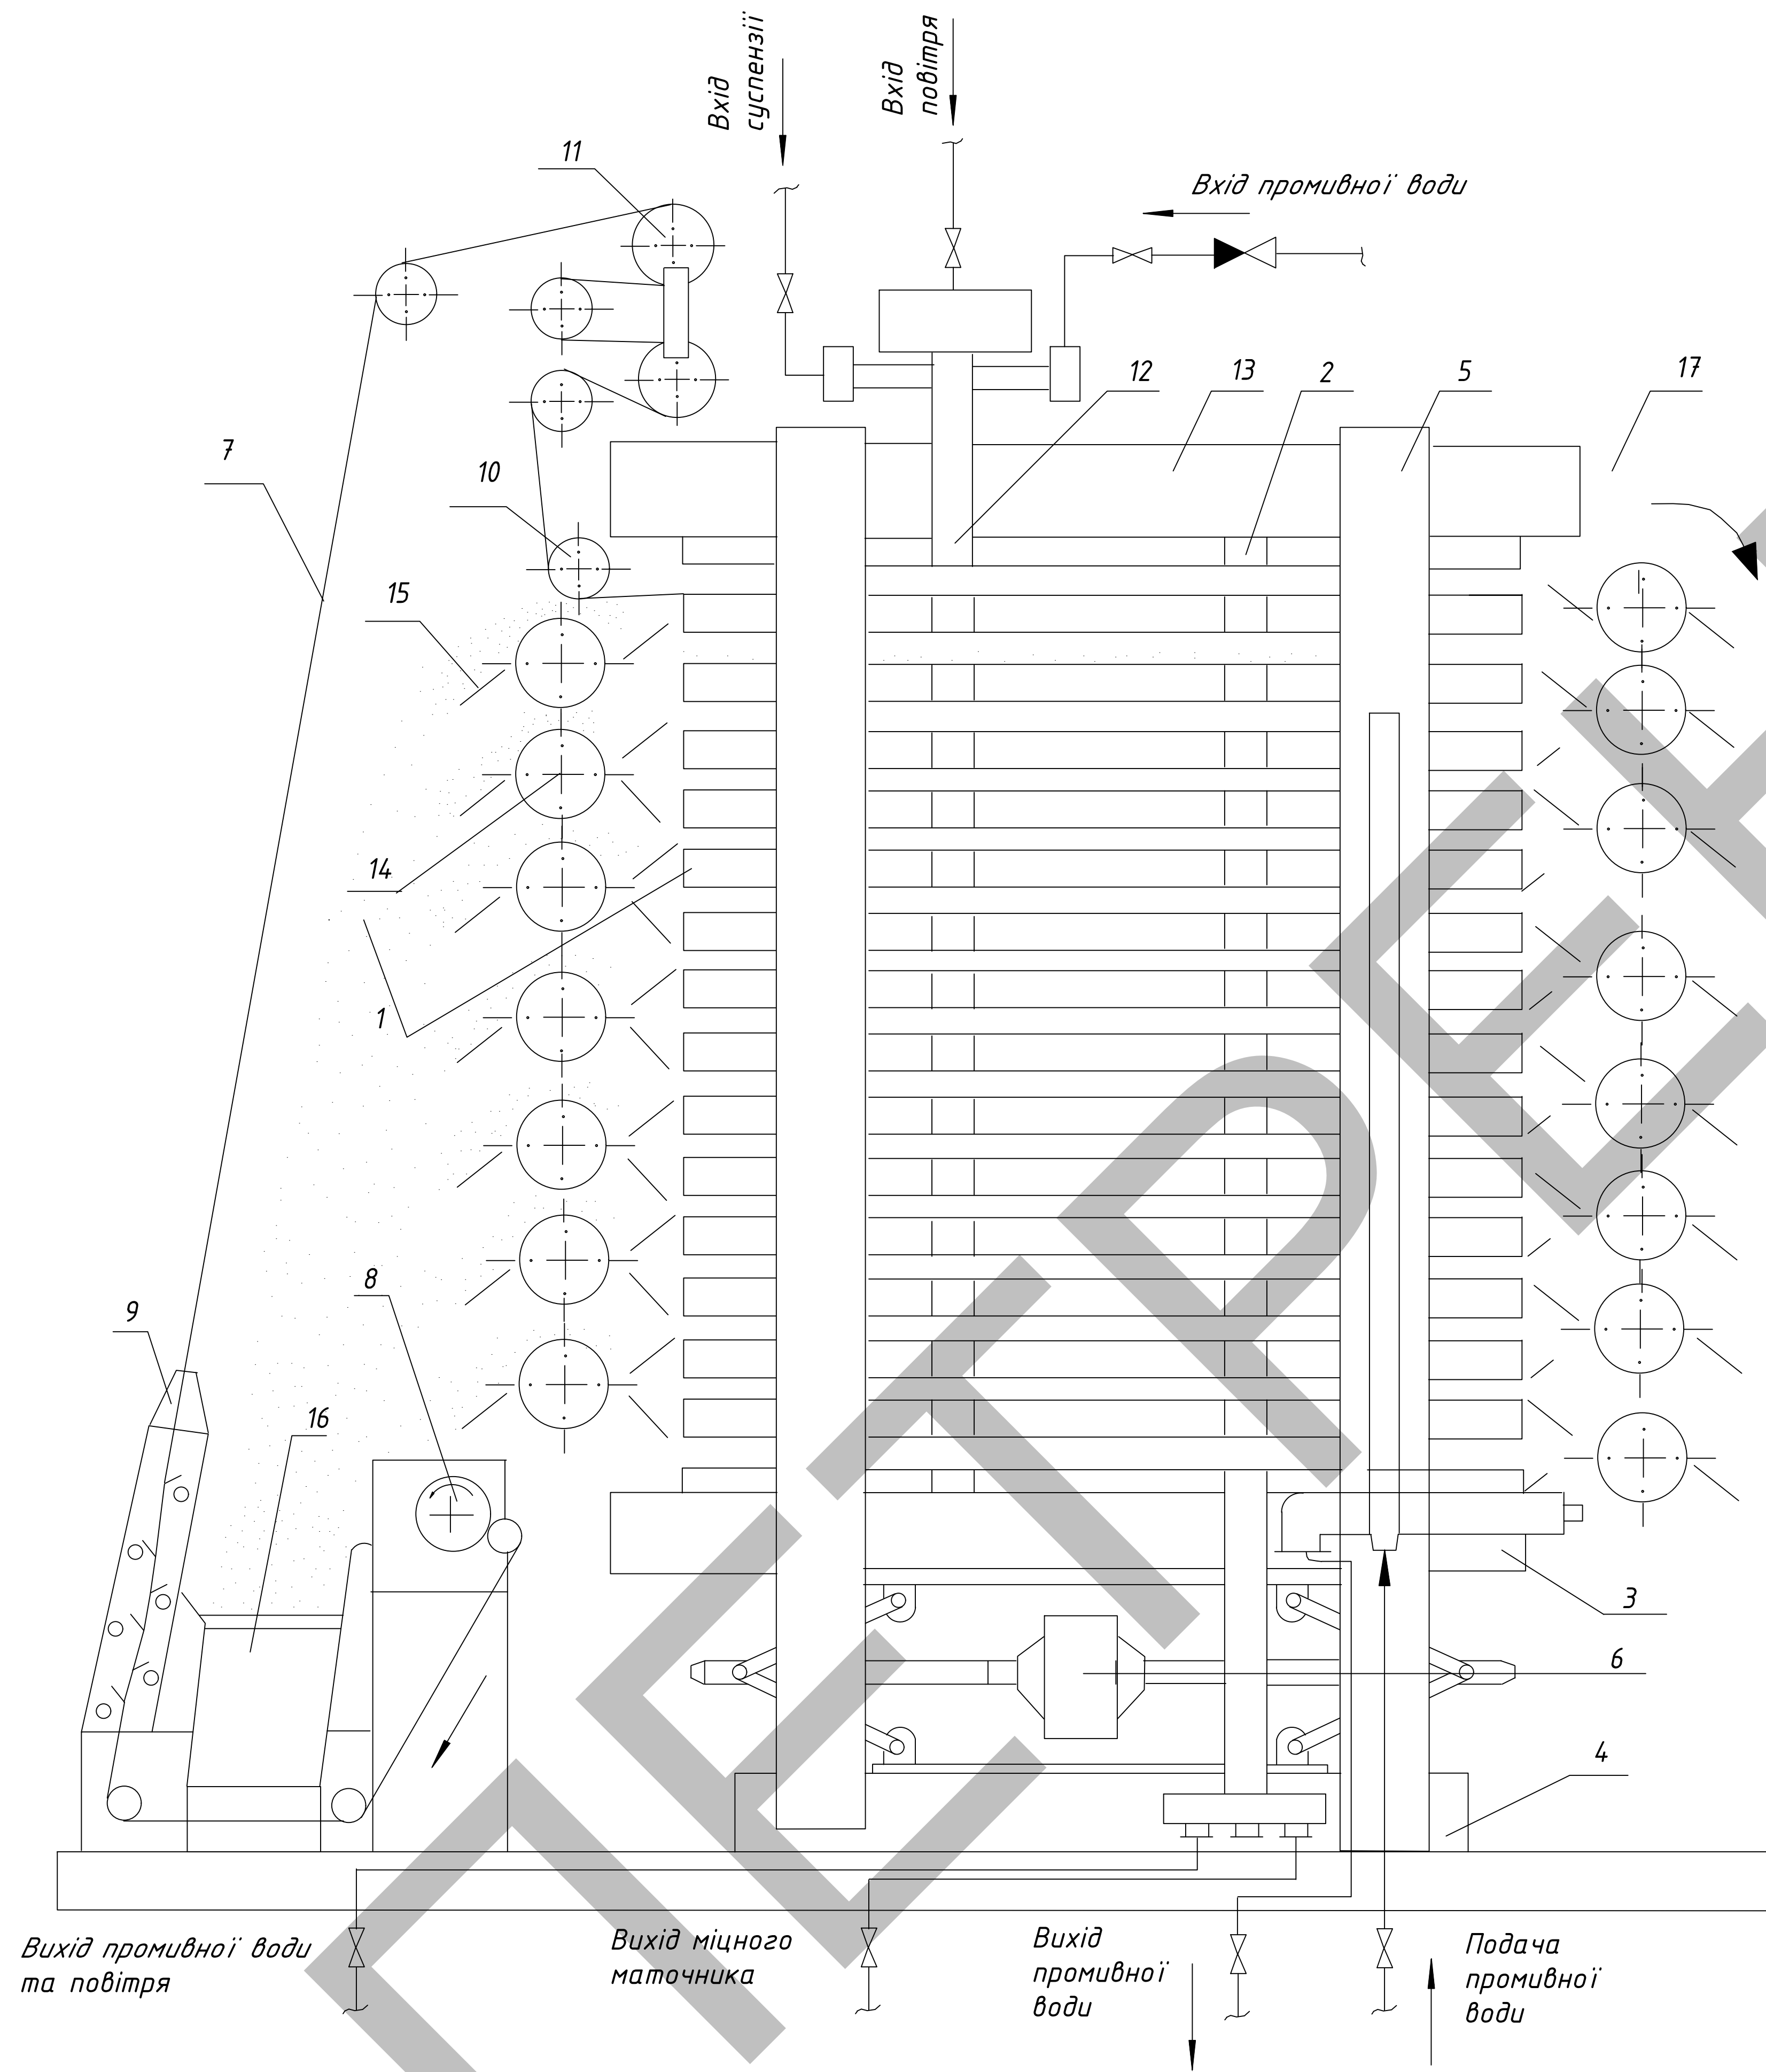 Вхід
суспензії
Вхід
повітря
Вхід промивної води
11
12
13
2
5
17
7
10
15
14
1
8
9
16
3
6
4
Вихід промивної води
та повітря
Вихід міцного
маточника
Вихід
промивної
води
Подача
промивної
води